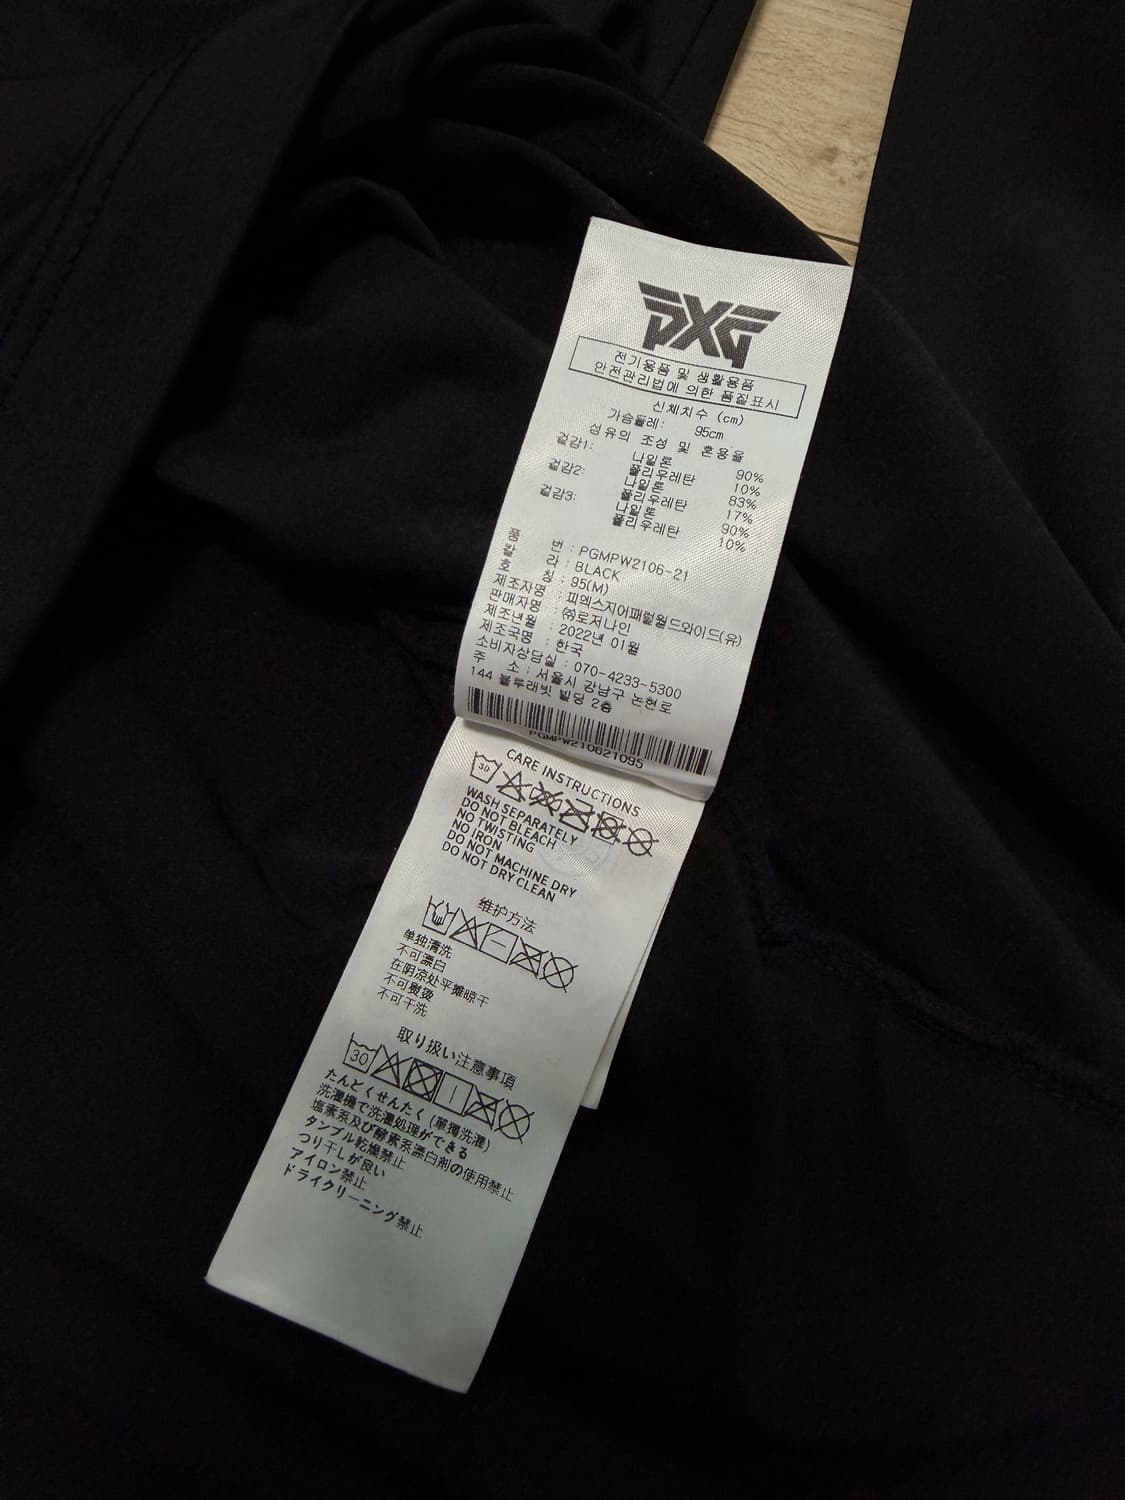 PXG
전기용품 및 생활용품
안전관리법에 의한 품질표시
신체치수 (cm)
가슴둘레: 95cm
섬유의 조성 및 혼용율
겉감1: 나일론 90%
폴리우레탄 10%
겉감2: 나일론 83%
폴리우레탄 17%
겉감3: 나일론 90%
폴리우레탄 10%
품 번 : PGMPW2106-21
컬 러 : BLACK
호 칭 : 95(M)
제조자명 : 피엑스지어패럴월드와이드(유)
판매자명 : ㈜로저나인
제조년월 : 2022년 01월
제조국명 : 한국
소비자상담실 : 070-4233-5300
주 소 : 서울시 강남구 논현로
144 블루래빗 빌딩 2층
PGMPW210621095
CARE INSTRUCTIONS
30
WASH SEPARATELY
DO NOT BLEACH
NO TWISTING
NO IRON
DO NOT MACHINE DRY
DO NOT DRY CLEAN
维护方法
单独清洗
不可漂白
在阴凉处平摊晾干
不可熨烫
不可干洗
取り扱い注意事項
30
たんどくせんたく (單獨洗濯)
洗濯機で洗濯処理ができる
塩素系及び酵素系漂白剤の使用禁止
タンブル乾燥禁止
つり干しが良い
アイロン禁止
ドライクリーニング禁止